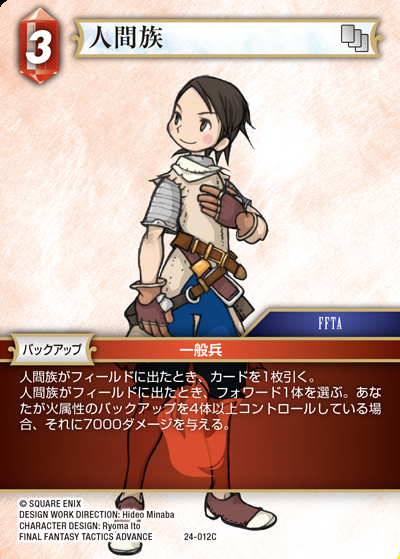 3
人間族
FFTA
バックアップ
一般兵
人間族がフィールドに出たとき、カードを1枚引く。
人間族がフィールドに出たとき、フォワード1体を選ぶ。あな
たが火属性のバックアップを4体以上コントロールしている場
合、それに7000ダメージを与える。
© SQUARE ENIX
DESIGN WORK DIRECTION: Hideo Minaba
CHARACTER DESIGN: Ryoma Ito
FINAL FANTASY TACTICS ADVANCE
24-012C